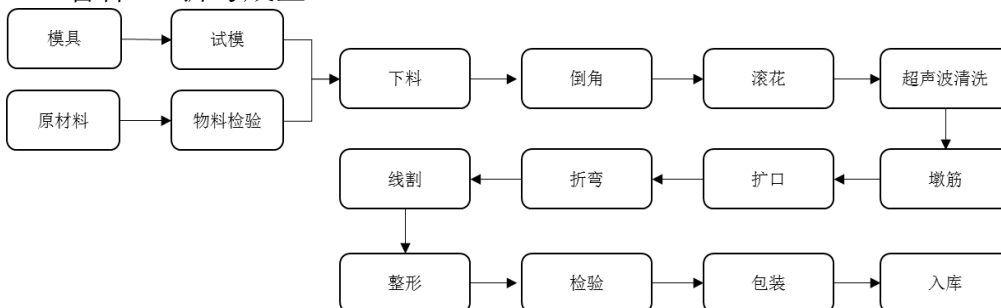 模具
试模
原材料
物料检验
下料
倒角
滚花
超声波清洗
墩筋
扩口
折弯
线割
整形
检验
包装
入库